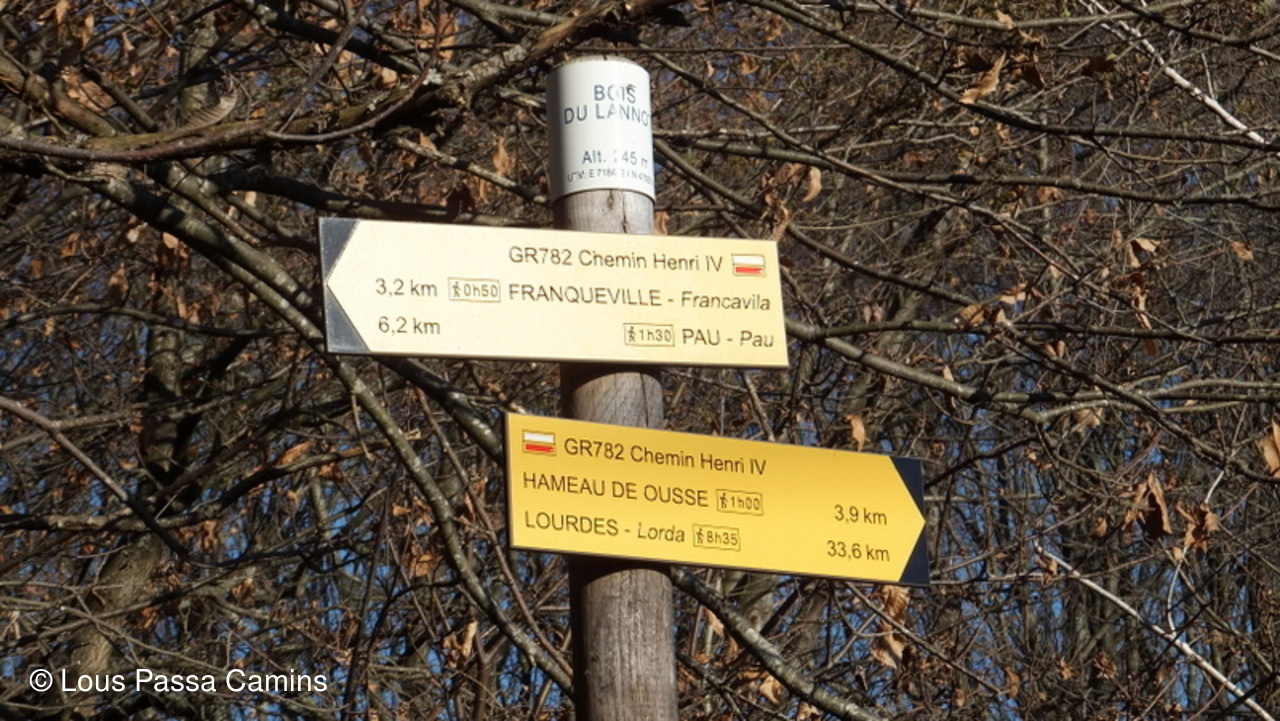 BOIS
DU LANNOT
Alt. 345 m
GR782 Chemin Henri IV
3,2 km 0h50 FRANQUEVILLE - Francavila
6,2 km 1h30 PAU - Pau
GR782 Chemin Henri IV
HAMEAU DE OUSSE 1h00 3,9 km
LOURDES - Lorda 8h35 33,6 km
© Lous Passa Camins